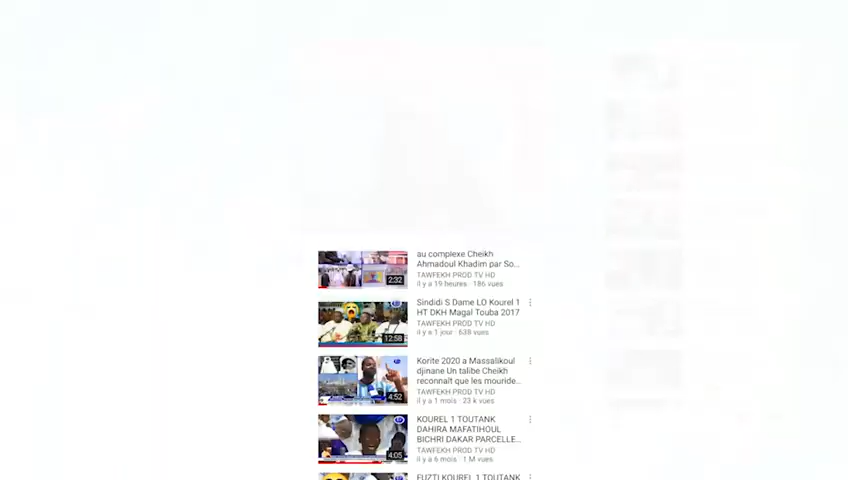 au complexe Cheikh
Ahmadoul Khadim par So...
TAWFEKH PROD TV HD
il y a 19 heures · 186 vues
2:32
Sindidi S Dame LO Kourel 1
HT DKH Magal Touba 2017
TAWFEKH PROD TV HD
il y a 1 jour · 638 vues
12:58
Korite 2020 a Massalikoul
djinane Un talibe Cheikh
reconnaît que les mouride...
TAWFEKH PROD TV HD
il y a 1 mois · 23 k vues
4:52
KOUREL 1 TOUTANK
DAHIRA MAFATIHOUL
BICHRI DAKAR PARCELLE...
TAWFEKH PROD TV HD
il y a 6 mois · 1 M vues
4:05
KOUREL 1 TOUTANK